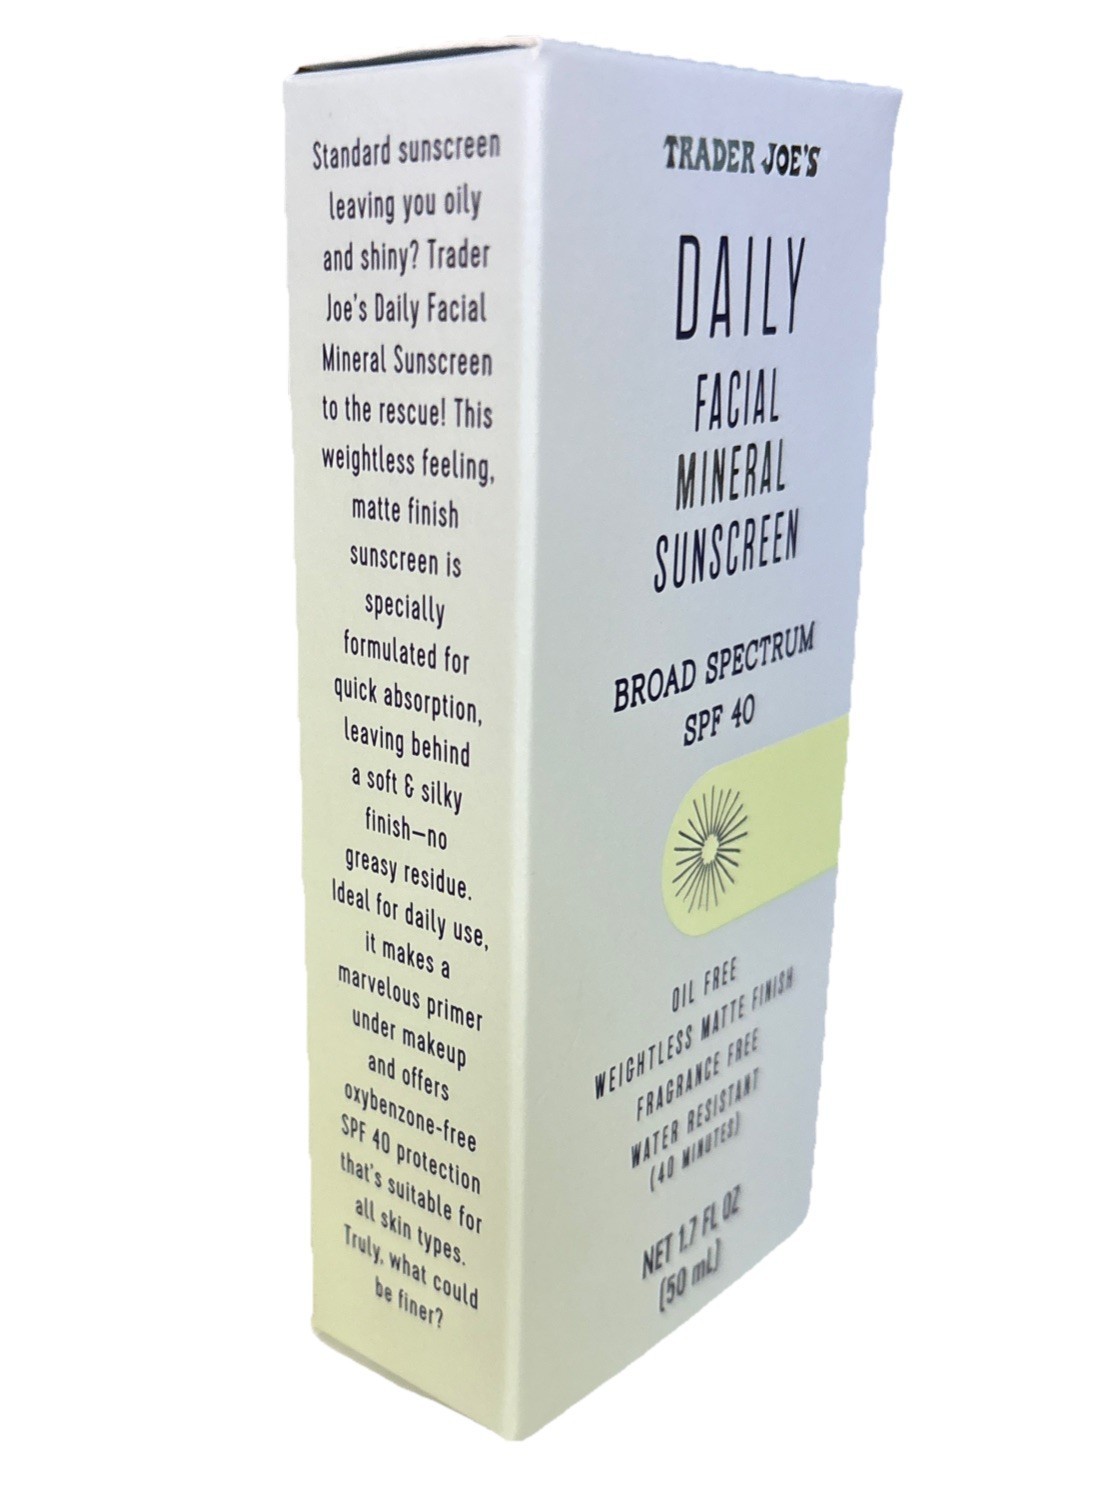 Standard sunscreen
leaving you oily
and shiny? Trader
Joe's Daily Facial
Mineral Sunscreen
to the rescue! This
weightless feeling,
matte finish
sunscreen is
specially
formulated for
quick absorption,
leaving behind
a soft & silky
finish—no
greasy residue.
Ideal for daily use,
it makes a
marvelous primer
under makeup
and offers
oxybenzone-free
SPF 40 protection
that's suitable for
all skin types.
Truly, what could
be finer?
TRADER JOE'S
DAILY
FACIAL
MINERAL
SUNSCREEN
BROAD SPECTRUM
SPF 40
OIL FREE
WEIGHTLESS MATTE FINISH
FRAGRANCE FREE
WATER RESISTANT
(40 MINUTES)
NET 1.7 FL OZ
(50 mL)